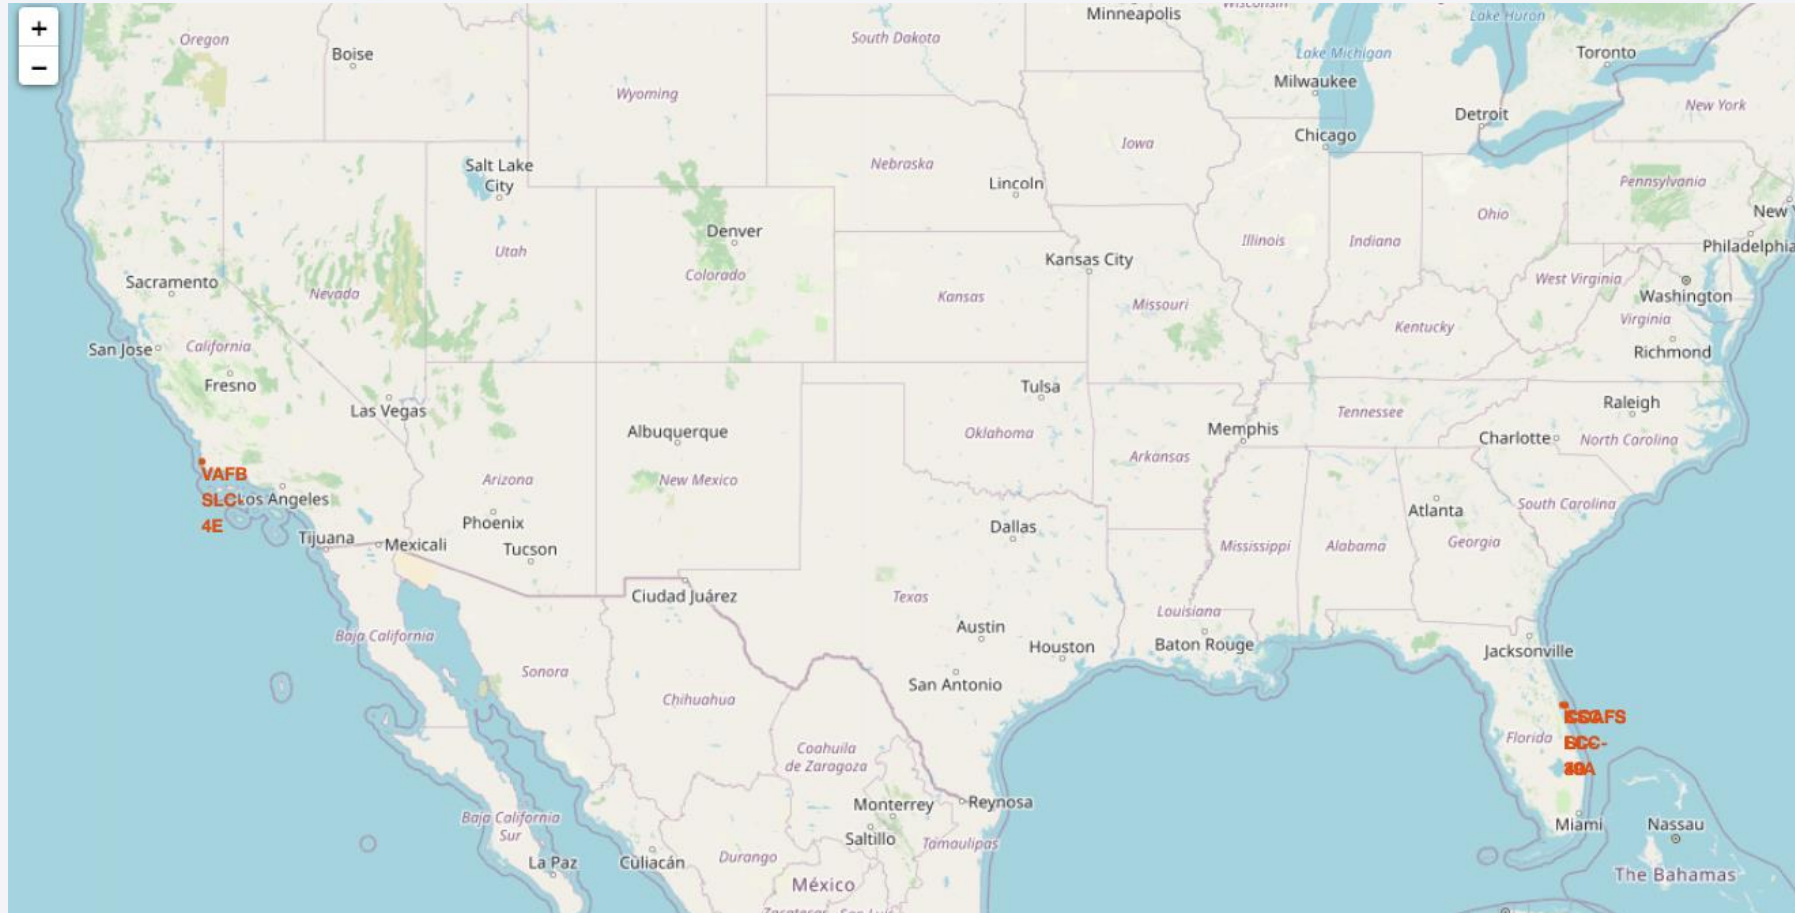 +
−
Oregon
Boise
South Dakota
Minneapolis
Wisconsin
Lake Huron
Lake Michigan
Toronto
Milwaukee
Wyoming
New York
Detroit
Chicago
Iowa
Salt Lake
City
Nebraska
Lincoln
Pennsylvania
Ohio
New
Denver
Utah
Illinois
Indiana
Philadelphia
Kansas City
Colorado
Sacramento
Nevada
West Virginia
Kansas
Missouri
Washington
Virginia
Kentucky
San Jose
California
Richmond
Fresno
Tulsa
Las Vegas
Raleigh
Tennessee
Albuquerque
Oklahoma
Memphis
Charlotte
North Carolina
Arkansas
VAFB
SLC-
4E
Los Angeles
Arizona
New Mexico
South Carolina
Atlanta
Phoenix
Dallas
Tijuana
Mexicali
Tucson
Mississippi
Alabama
Georgia
Ciudad Juárez
Texas
Louisiana
Austin
Baja California
Houston
Baton Rouge
Jacksonville
Sonora
San Antonio
Chihuahua
Florida
Coahuila
de Zaragoza
Monterrey
Reynosa
Baja California
Sur
Miami
Nassau
Saltillo
Tamaulipas
La Paz
Culiacán
Durango
México
The Bahamas
Zacatecas
San Luis